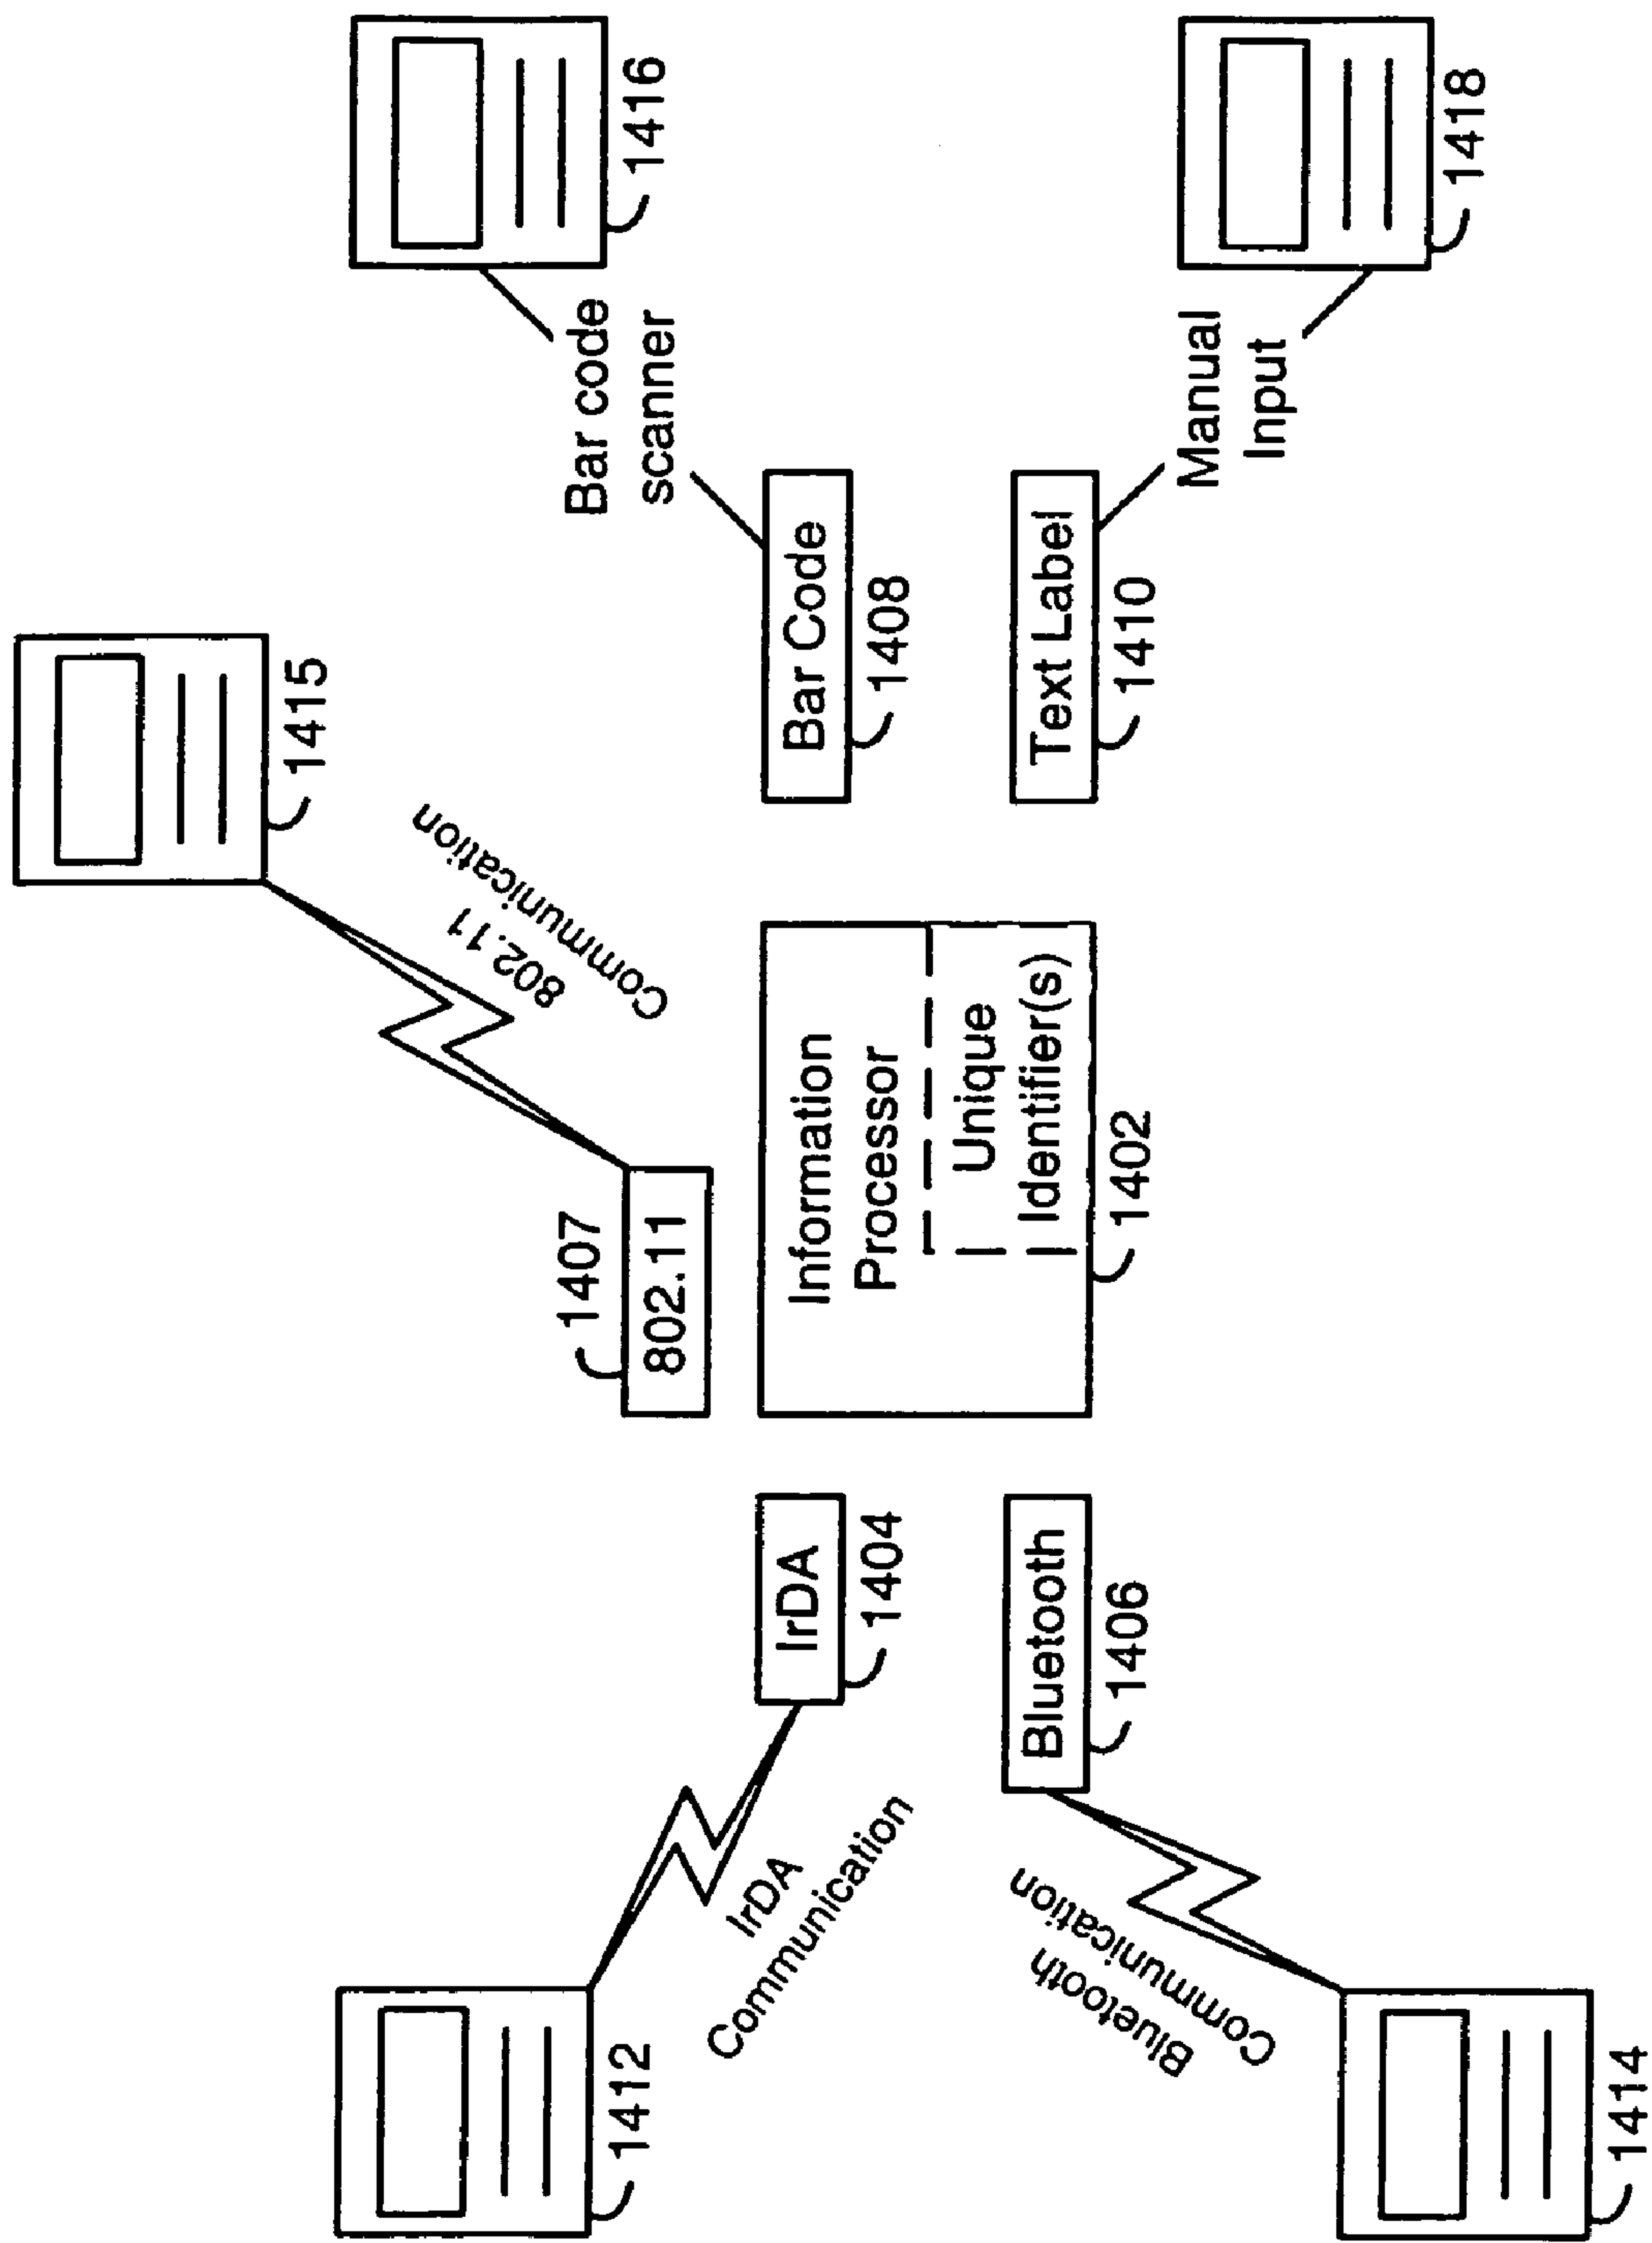 1415
802.11
Communication
1407
802.11
1412
IrDA
Communication
IrDA
1404
Information
Processor
Unique
Identifier(s)
1402
Bar Code
1408
Bar code
scanner
1416
Bluetooth
1406
Bluetooth
Communication
1414
Text Label
1410
Manual
Input
1418